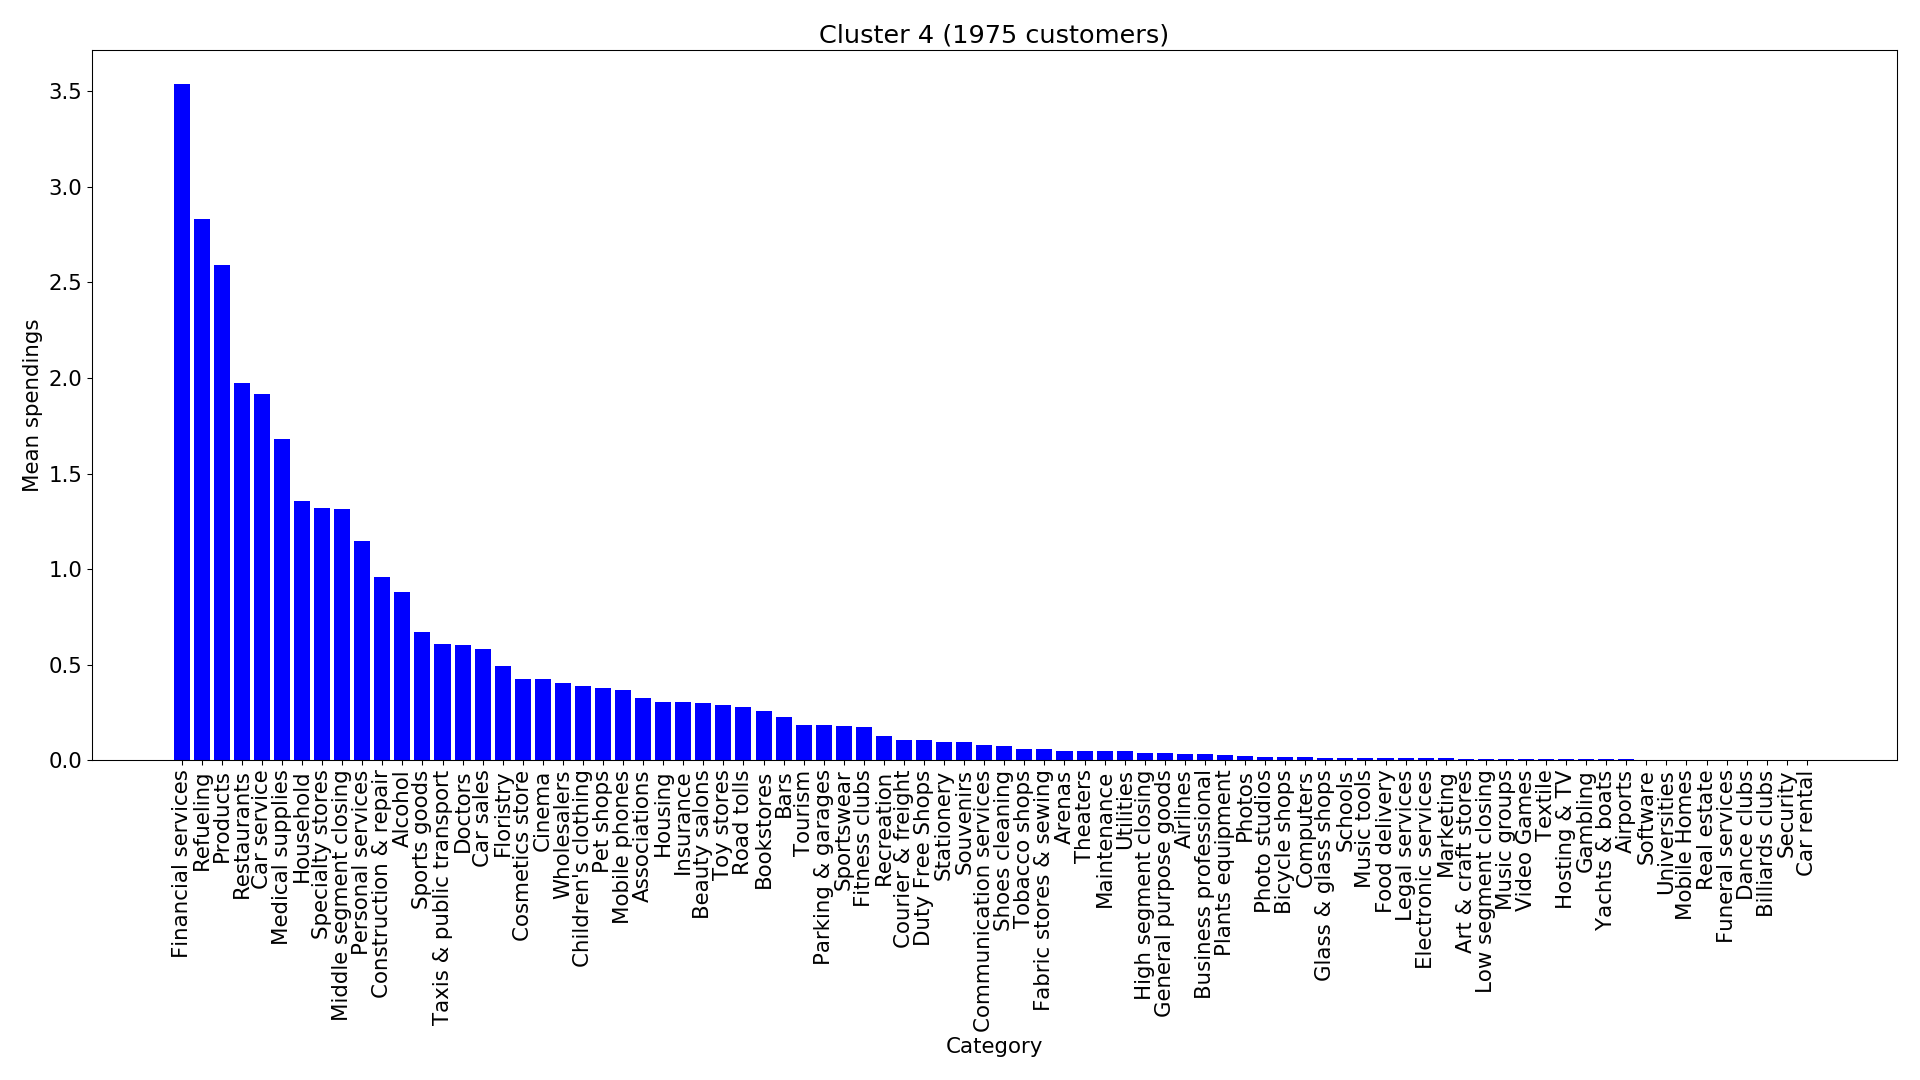 Cluster 4 (1975 customers)
3.5
3.0
2.5
2.0
1.5
1.0
0.5
0.0
Mean spendings
Financial services
Refueling
Products
Restaurants
Car service
Medical supplies
Household
Specialty stores
Middle segment closing
Personal services
Construction & repair
Alcohol
Sports goods
Taxis & public transport
Doctors
Car sales
Floristry
Cosmetics store
Cinema
Wholesalers
Children's clothing
Pet shops
Mobile phones
Associations
Housing
Insurance
Beauty salons
Toy stores
Road tolls
Bookstores
Bars
Tourism
Parking & garages
Sportswear
Fitness clubs
Recreation
Courier & freight
Duty Free Shops
Stationery
Souvenirs
Communication services
Shoes cleaning
Tobacco shops
Fabric stores & sewing
Arenas
Theaters
Maintenance
Utilities
High segment closing
General purpose goods
Airlines
Business professional
Plants equipment
Photos
Photo studios
Bicycle shops
Computers
Glass & glass shops
Schools
Music tools
Food delivery
Legal services
Electronic services
Marketing
Art & craft stores
Low segment closing
Music groups
Video Games
Textile
Hosting & TV
Gambling
Yachts & boats
Airports
Software
Universities
Mobile Homes
Real estate
Funeral services
Dance clubs
Billiards clubs
Security
Car rental
Category